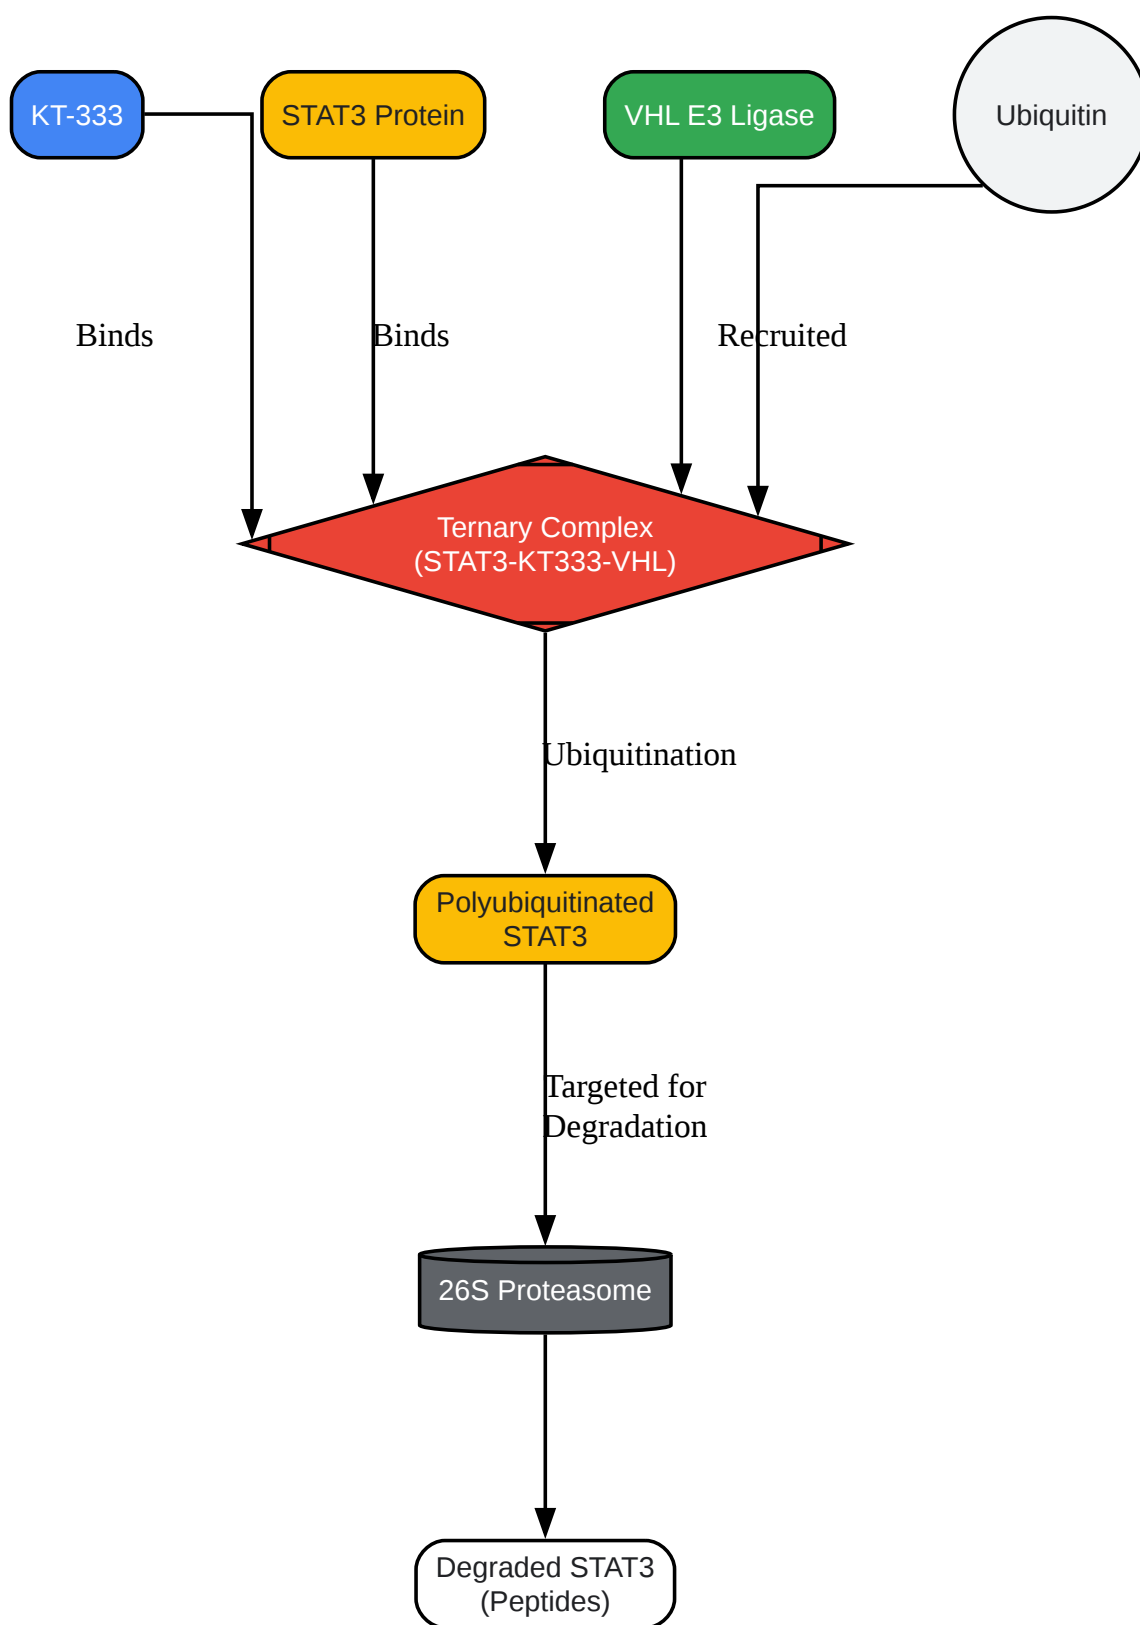 KT-333
STAT3 Protein
VHL E3 Ligase
Ubiquitin
Binds
Binds
Recruited
Ternary Complex
(STAT3-KT333-VHL)
Ubiquitination
Polyubiquitinated
STAT3
Targeted for
Degradation
26S Proteasome
Degraded STAT3
(Peptides)